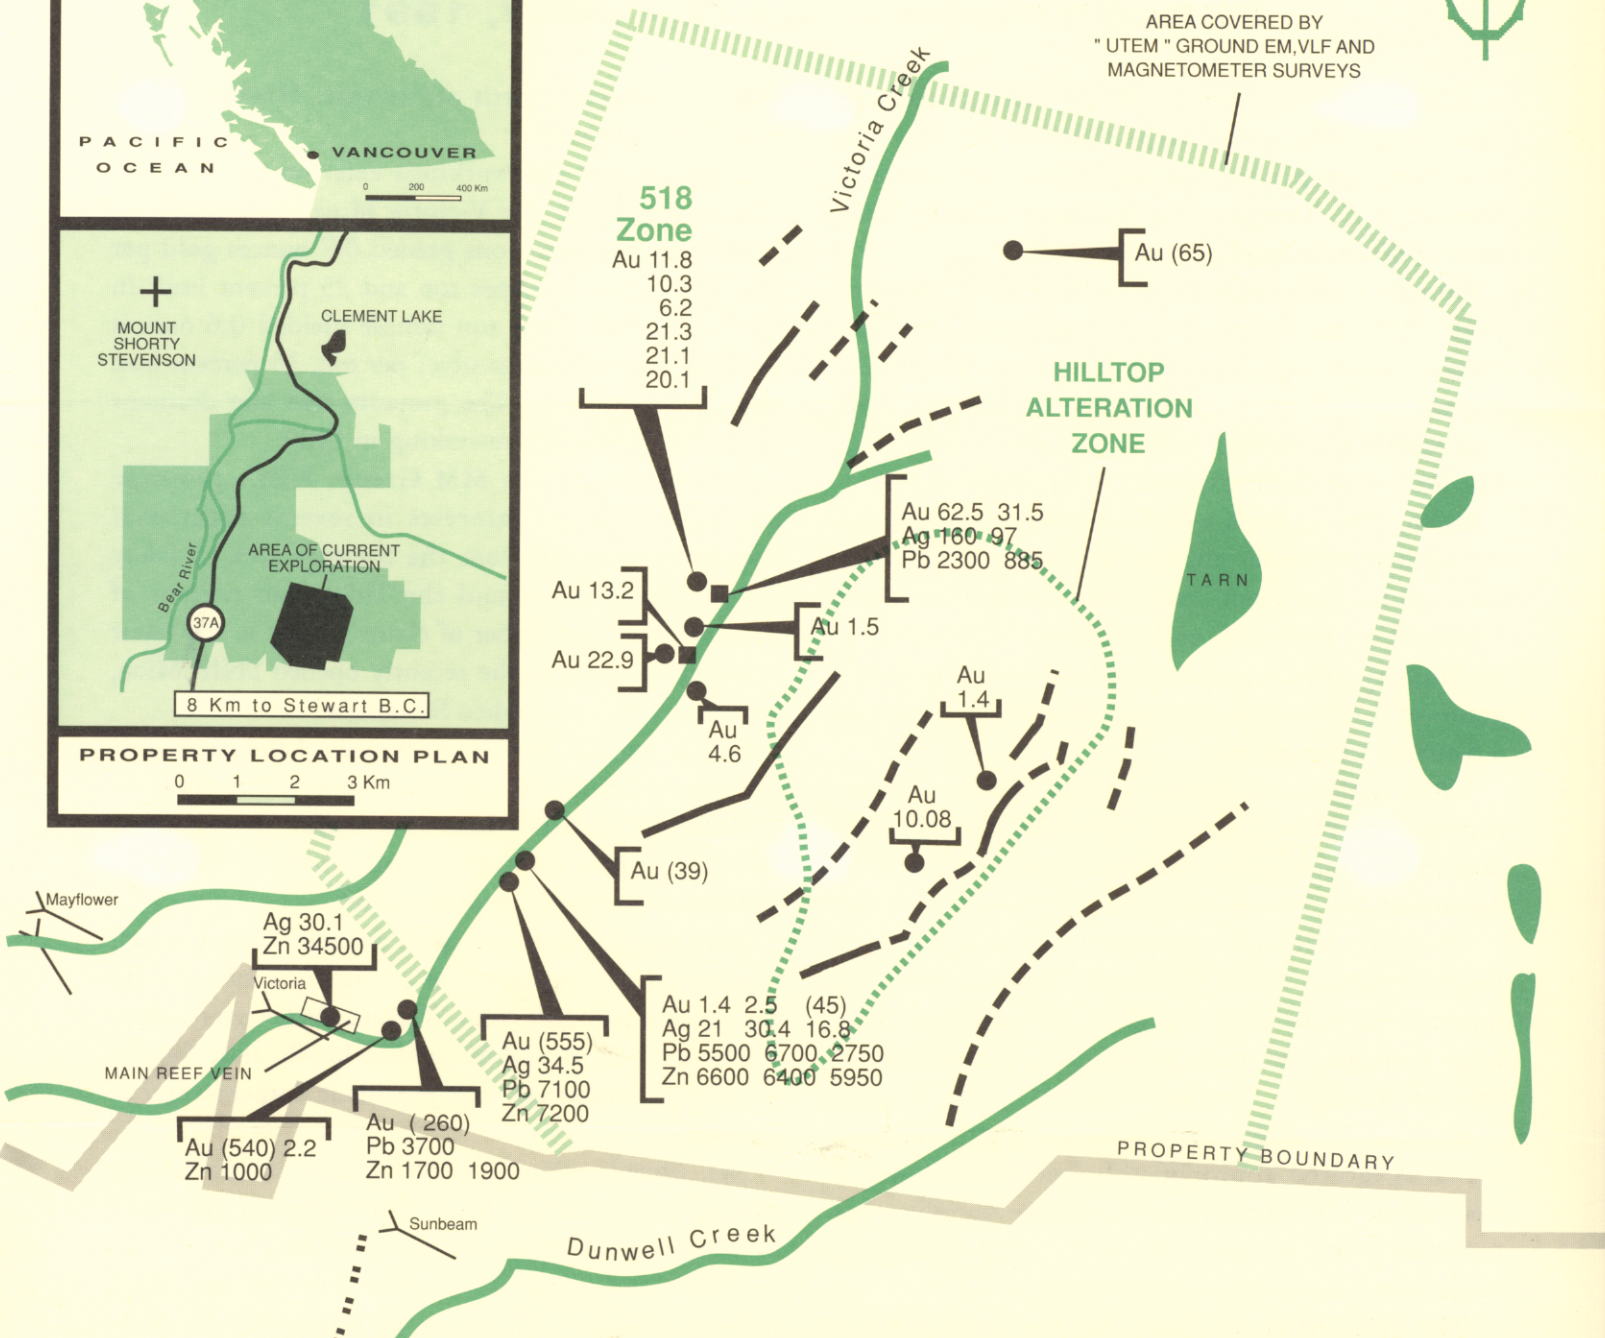 AREA COVERED BY
" UTEM " GROUND EM,VLF AND
MAGNETOMETER SURVEYS
PACIFIC
OCEAN
VANCOUVER
0 200 400 Km
MOUNT
SHORTY
STEVENSON
CLEMENT LAKE
AREA OF CURRENT
EXPLORATION
Bear River
37A
8 Km to Stewart B.C.
PROPERTY LOCATION PLAN
0 1 2 3 Km
Victoria Creek
518
Zone
Au 11.8
10.3
6.2
21.3
21.1
20.1
Au (65)
HILLTOP
ALTERATION
ZONE
TARN
Au 62.5 31.5
Ag 160 97
Pb 2300 885
Au 13.2
Au 1.5
Au 22.9
Au
4.6
Au
1.4
Au
10.08
Au (39)
Mayflower
Ag 30.1
Zn 34500
Victoria
MAIN REEF VEIN
Au (540) 2.2
Zn 1000
Au ( 260)
Pb 3700
Zn 1700 1900
Au (555)
Ag 34.5
Pb 7100
Zn 7200
Au 1.4 2.5 (45)
Ag 21 30.4 16.8
Pb 5500 6700 2750
Zn 6600 6400 5950
PROPERTY BOUNDARY
Sunbeam
Dunwell Creek